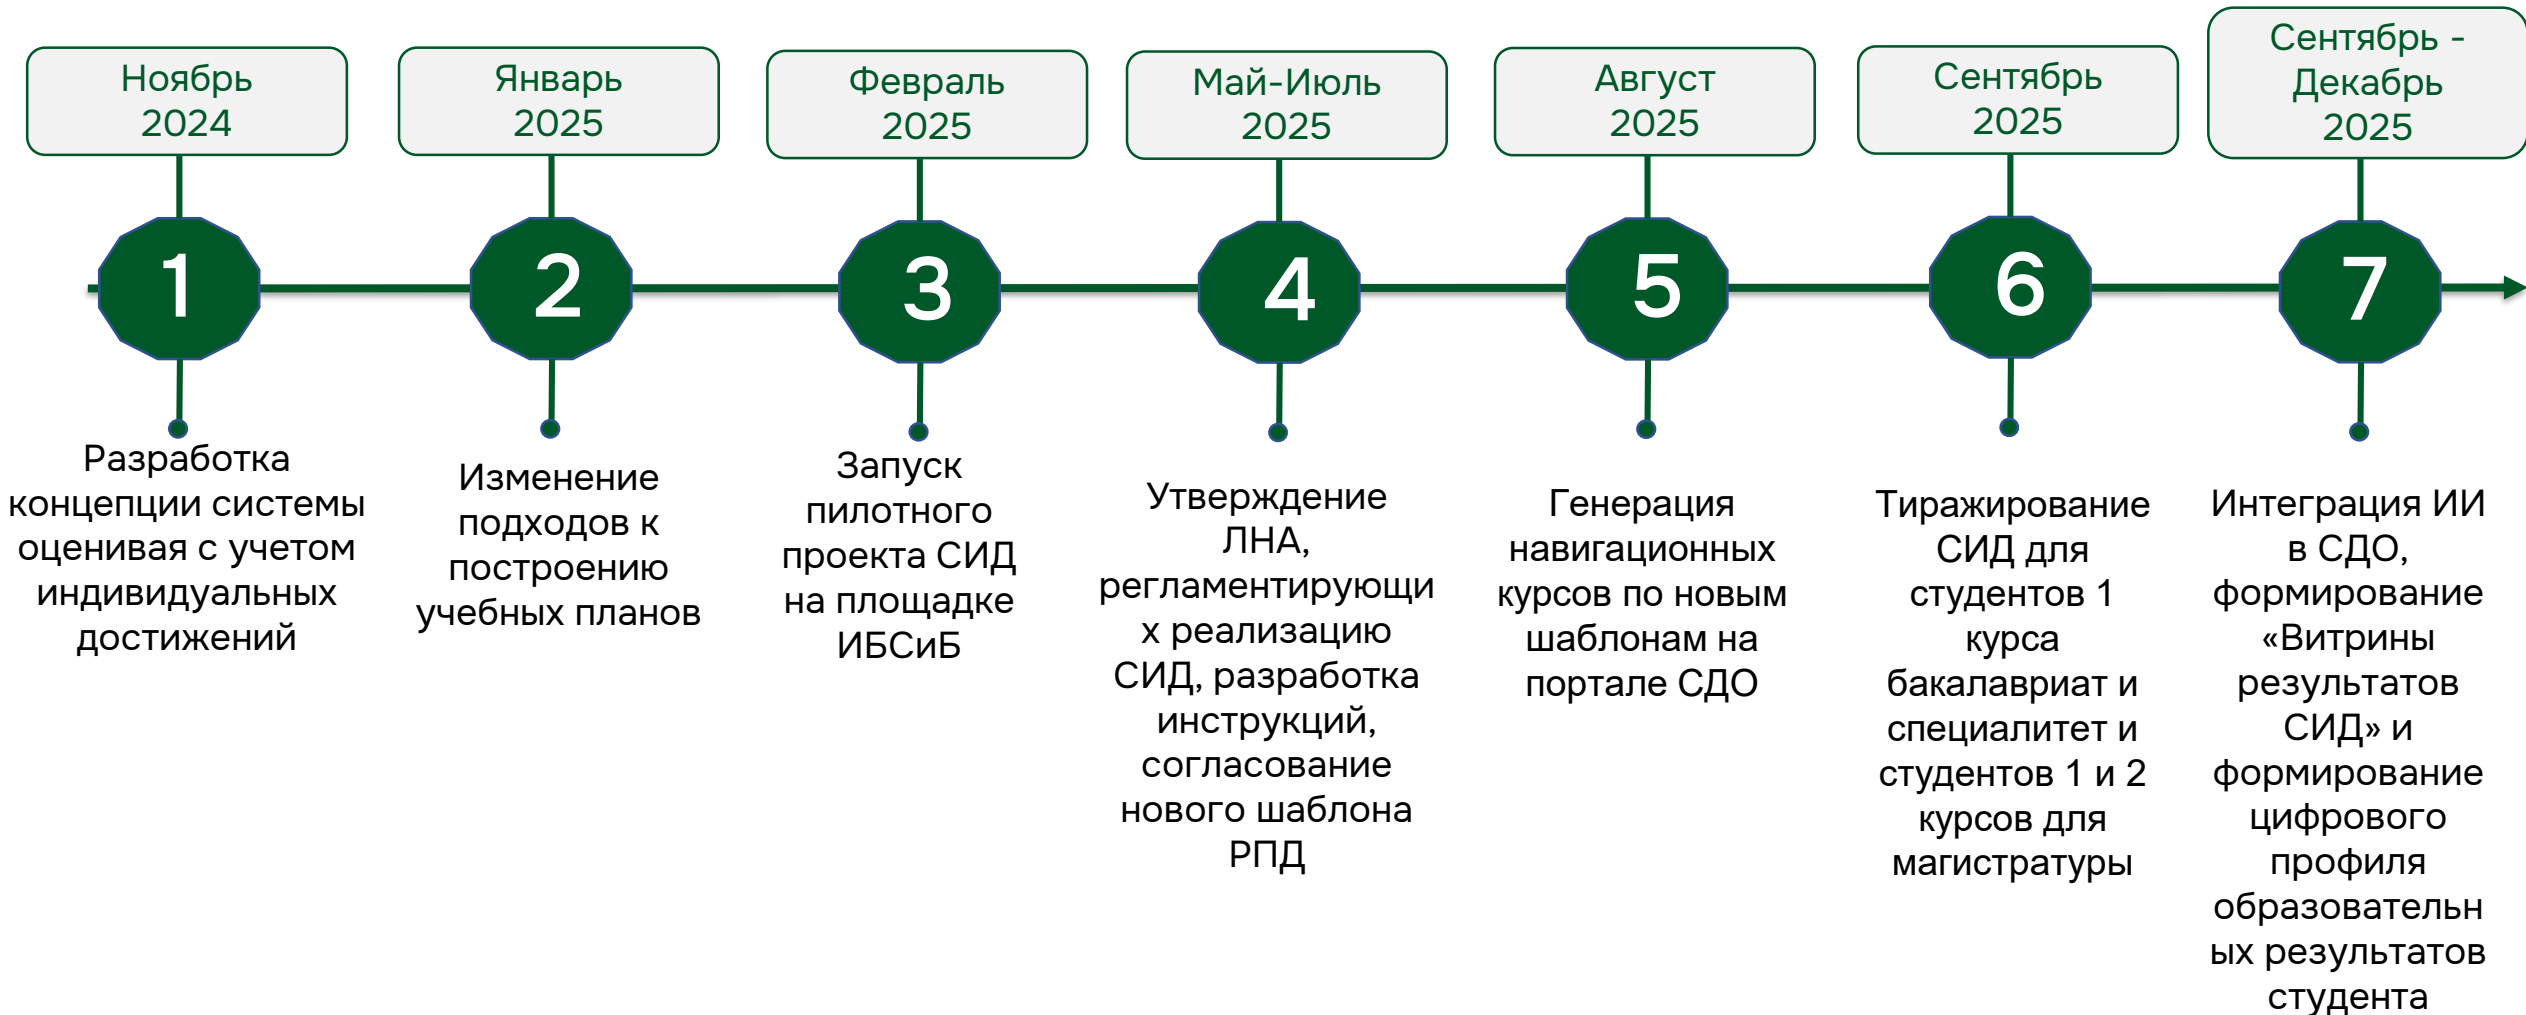 Ноябрь
2024
Январь
2025
Февраль
2025
Май-Июль
2025
Август
2025
Сентябрь
2025
Сентябрь -
Декабрь
2025
1
2
3
4
5
6
7
Разработка
концепции системы
оценивая с учетом
индивидуальных
достижений
Изменение
подходов к
построению
учебных планов
Запуск
пилотного
проекта СИД
на площадке
ИБСиБ
Утверждение
ЛНА,
регламентирующи
х реализацию
СИД, разработка
инструкций,
согласование
нового шаблона
РПД
Генерация
навигационных
курсов по новым
шаблонам на
портале СДО
Тиражирование
СИД для
студентов 1
курса
бакалавриат и
специалитет и
студентов 1 и 2
курсов для
магистратуры
Интеграция ИИ
в СДО,
формирование
«Витрины
результатов
СИД» и
формирование
цифрового
профиля
образовательн
ых результатов
студента